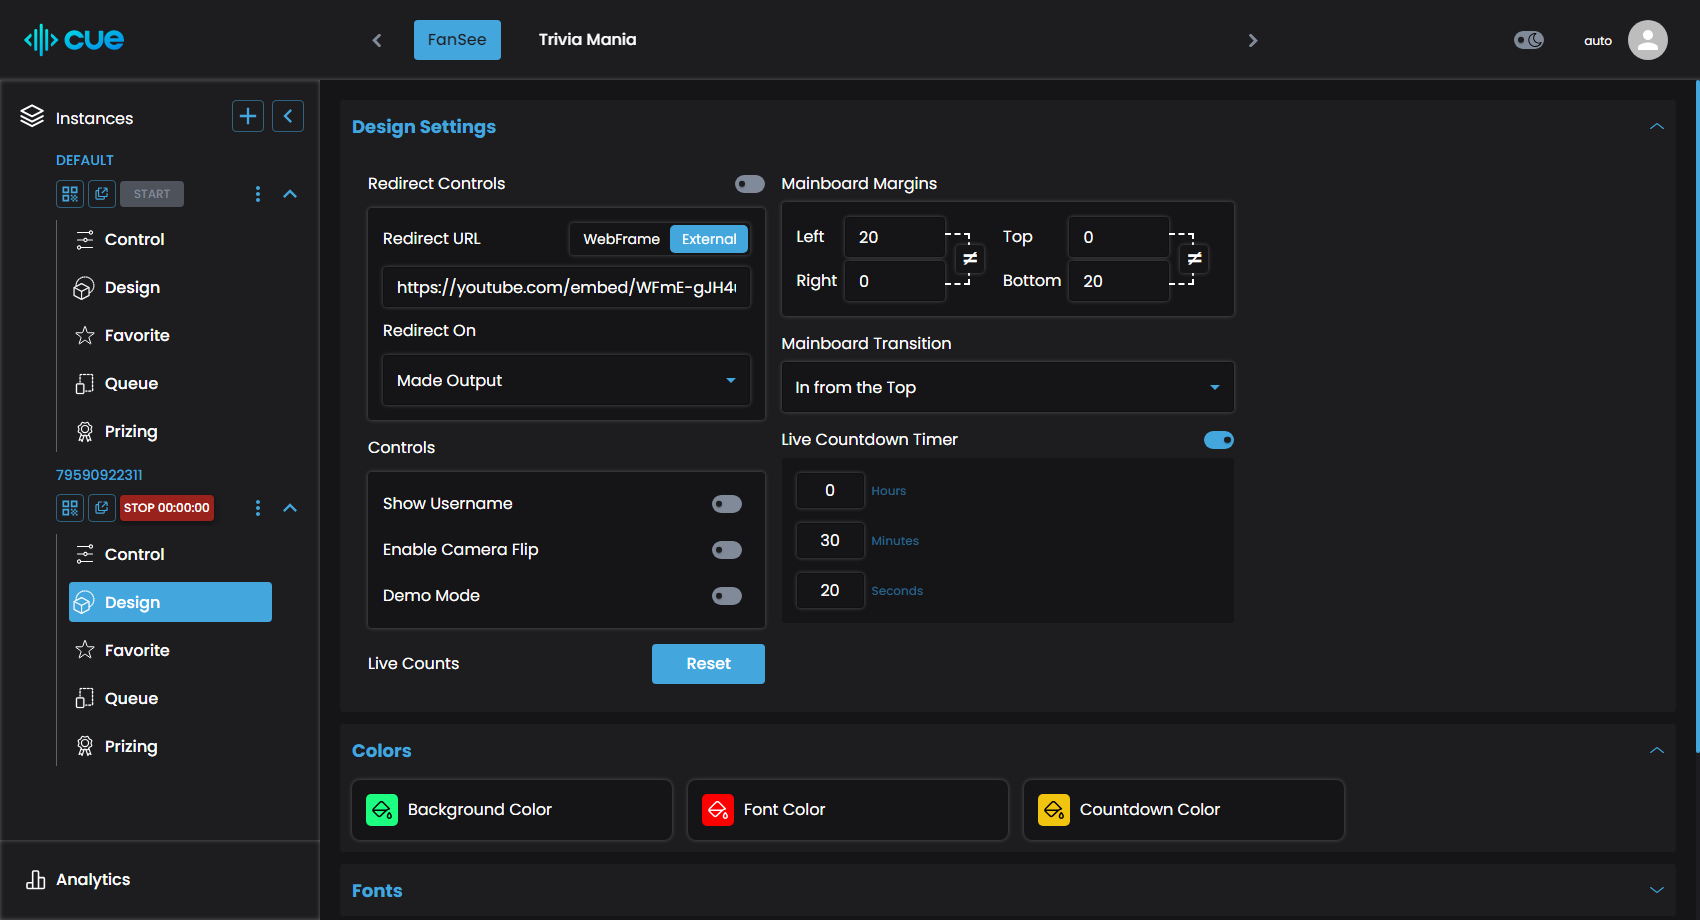 cue
FanSee
Trivia Mania
auto
Instances
DEFAULT
START
Control
Design
Favorite
Queue
Prizing
79590922311
STOP 00:00:00
Control
Design
Favorite
Queue
Prizing
Analytics
Design Settings
Redirect Controls
Redirect URL
WebFrame External
https://youtube.com/embed/WFmE-gJH4
Redirect On
Made Output
Controls
Show Username
Enable Camera Flip
Demo Mode
Live Counts
Reset
Mainboard Margins
Left 20 Top 0
≠ ≠
Right 0 Bottom 20
Mainboard Transition
In from the Top
Live Countdown Timer
0 Hours
30 Minutes
20 Seconds
Colors
Background Color
Font Color
Countdown Color
Fonts